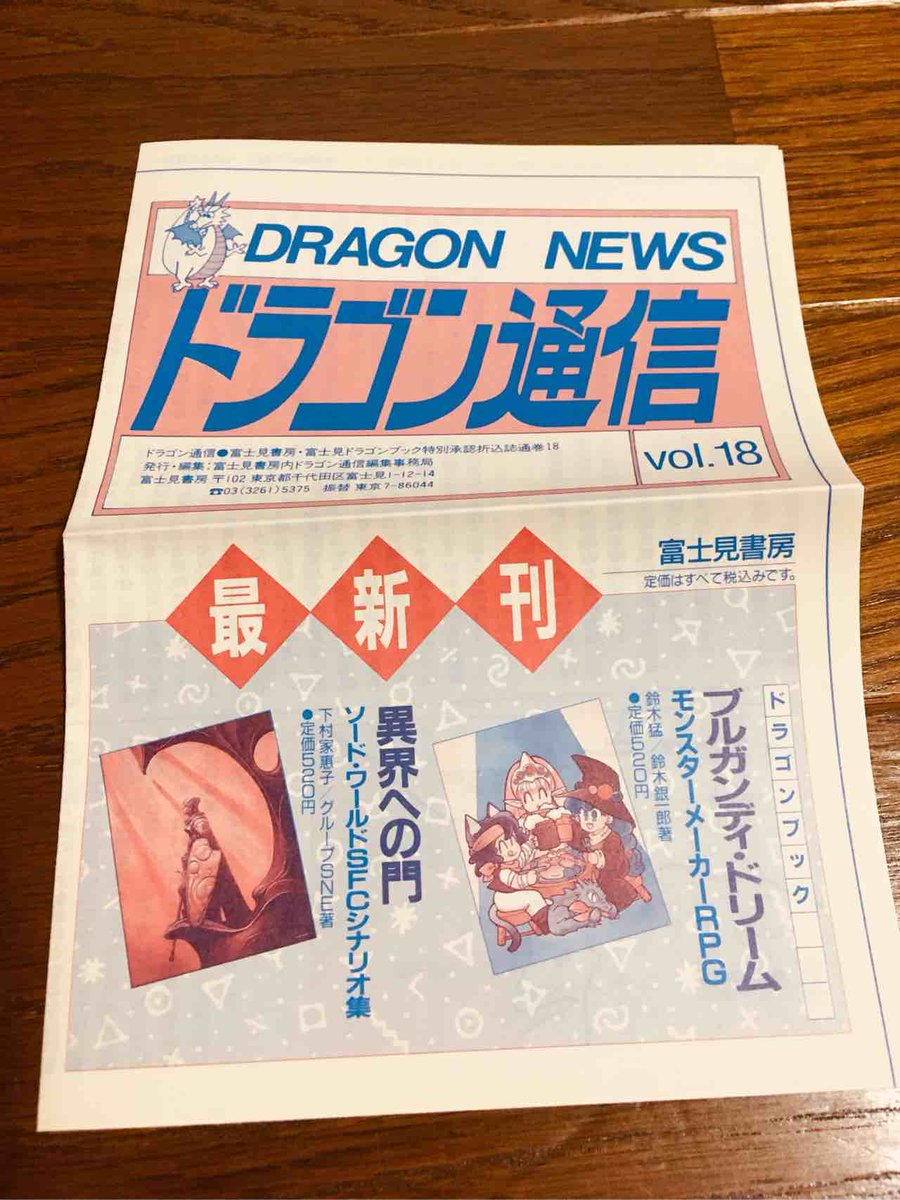 DRAGON NEWS
ドラゴン通信
ドラゴン通信●富士見書房・富士見ドラゴンブック特別承認折込誌通巻18
発行・編集:富士見書房内ドラゴン通信編集事務局
富士見書房 〒102 東京都千代田区富士見1-12-14
☎03(3261)5375 振替 東京7-86044
vol.18
富士見書房
定価はすべて税込みです。
最新刊
ドラゴンブック
ブルガンディ・ドリーム
モンスターメーカーRPG
鈴木猛/鈴木銀一郎著
●定価520円
異界への門
ソード・ワールドSFCシナリオ集
下村家惠子/グループSNE著
●定価520円